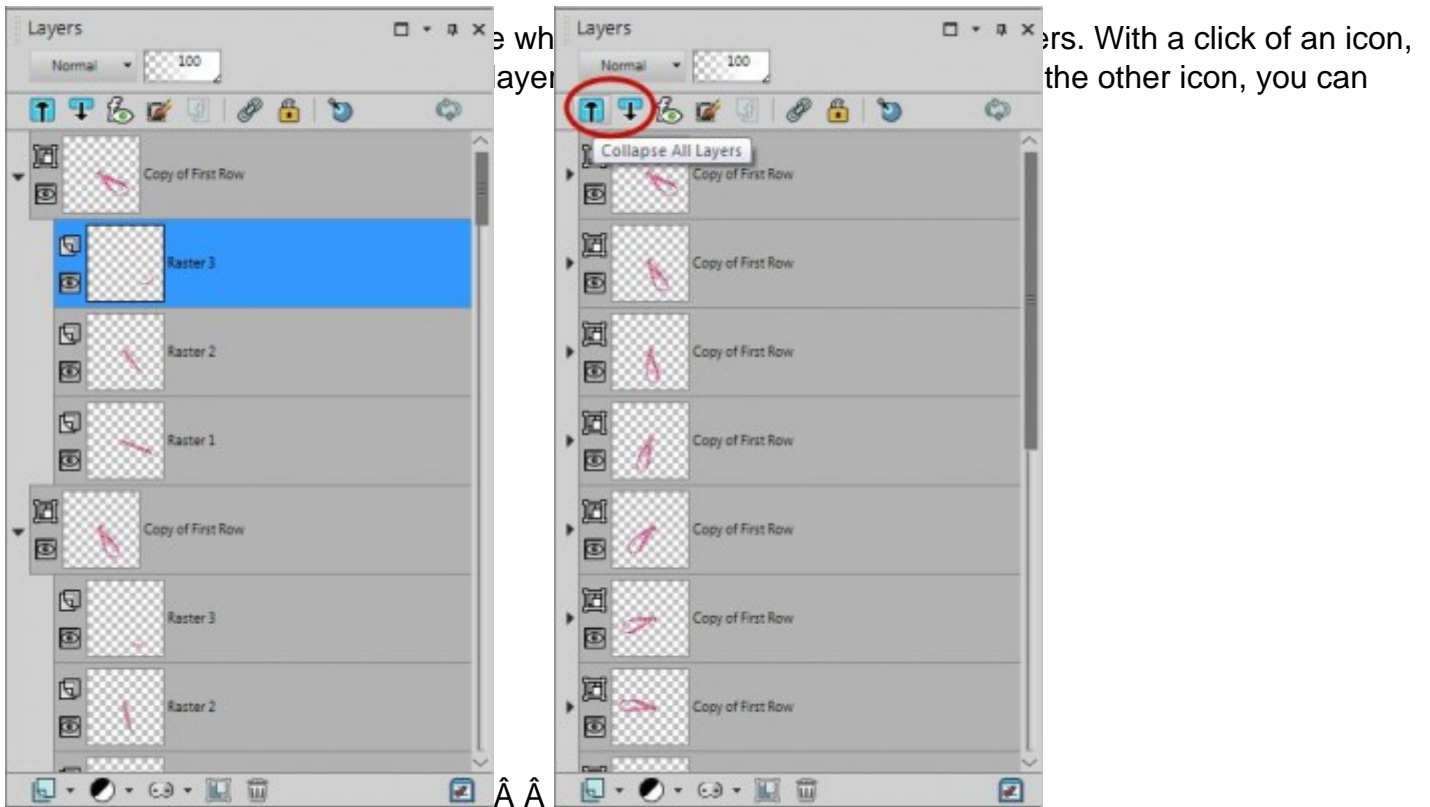 Layers
Normal 100
Copy of First Row
Raster 3
Raster 2
Raster 1
Copy of First Row
Raster 3
Raster 2
e wh
layer
Â Â
Layers
Normal 100
Collapse All Layers
Copy of First Row
Copy of First Row
Copy of First Row
Copy of First Row
Copy of First Row
Copy of First Row
Copy of First Row
ers. With a click of an icon,
the other icon, you can